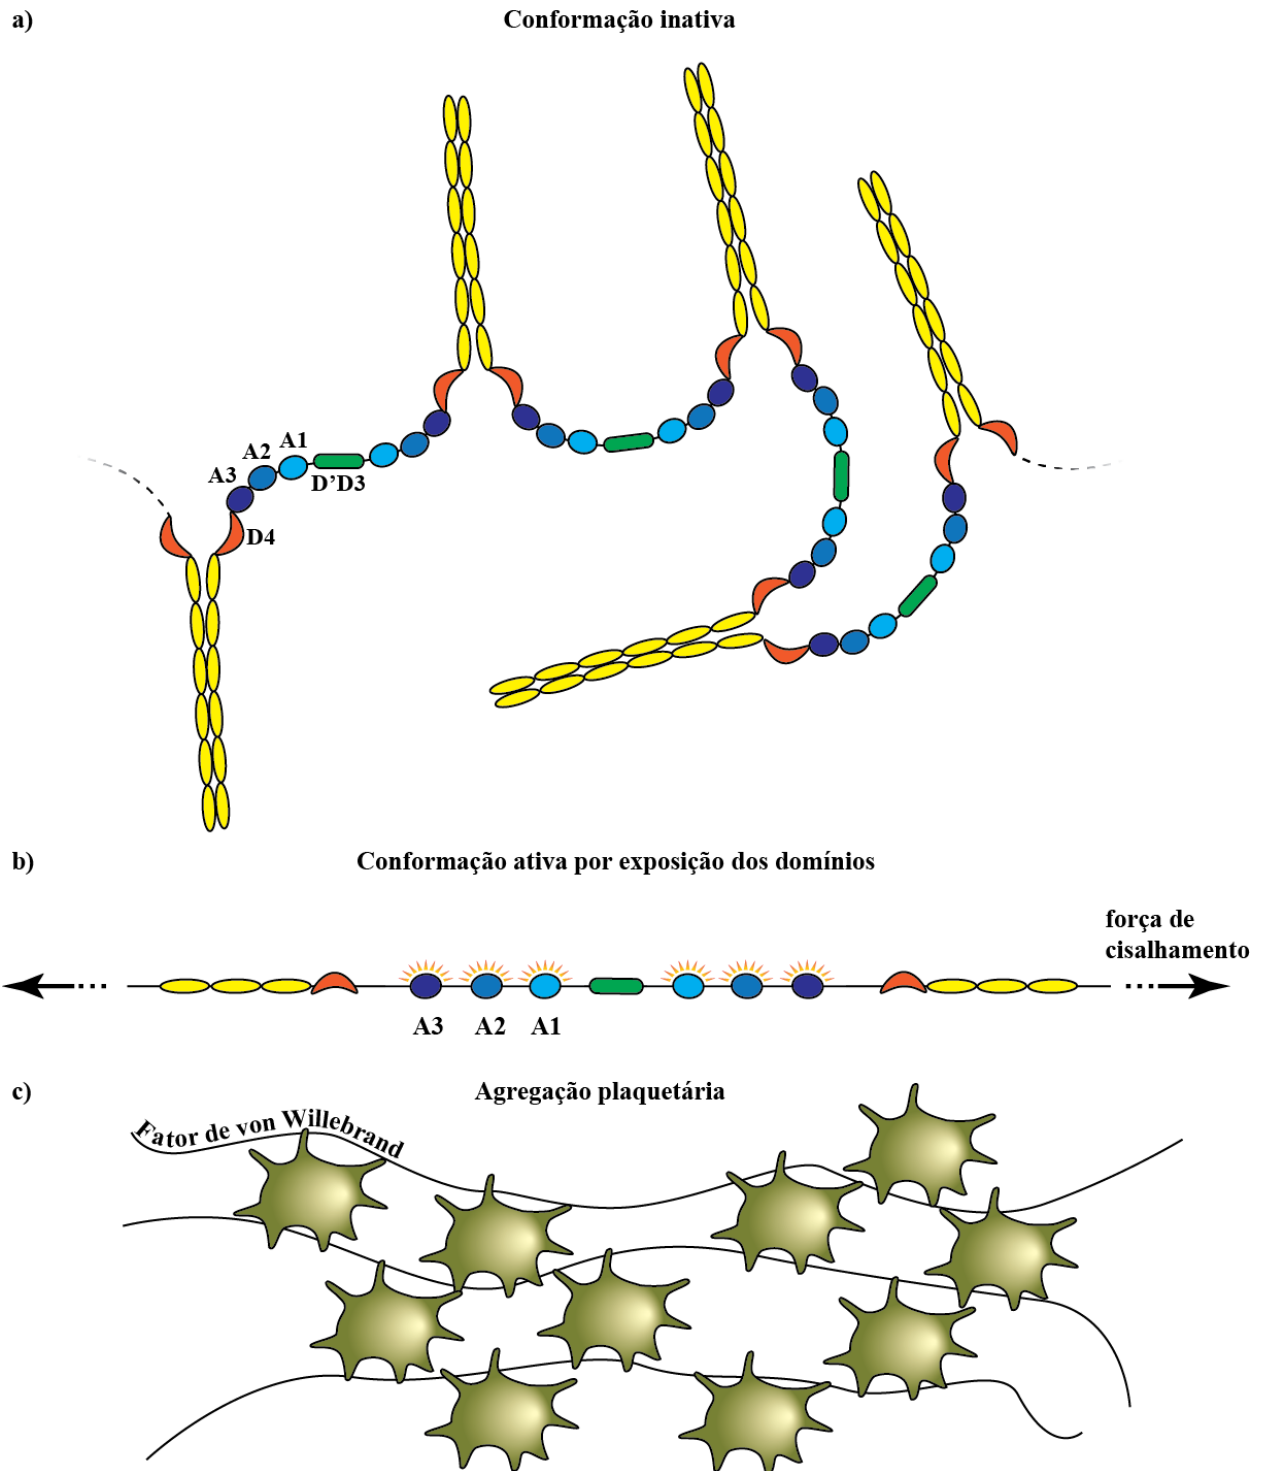 a)
Conformação inativa
A1
A2
A3
D'D3
D4
b)
Conformação ativa por exposição dos domínios
força de
cisalhamento
A3
A2
A1
c)
Agregação plaquetária
Fator de von Willebrand